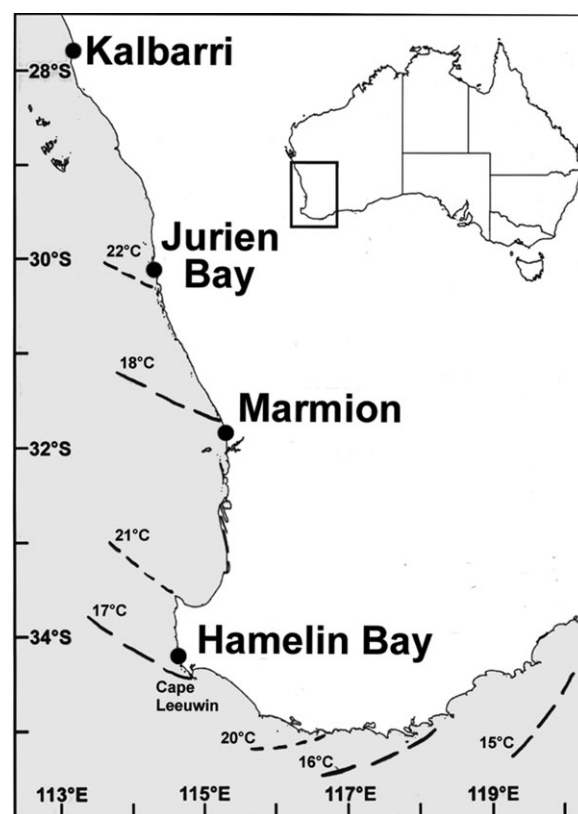 Kalbarri
28°S
Jurien
Bay
22°C
30°S
18°C
Marmion
32°S
21°C
17°C
34°S
Hamelin Bay
Cape
Leeuwin
20°C
16°C
15°C
113°E
115°E
117°E
119°E